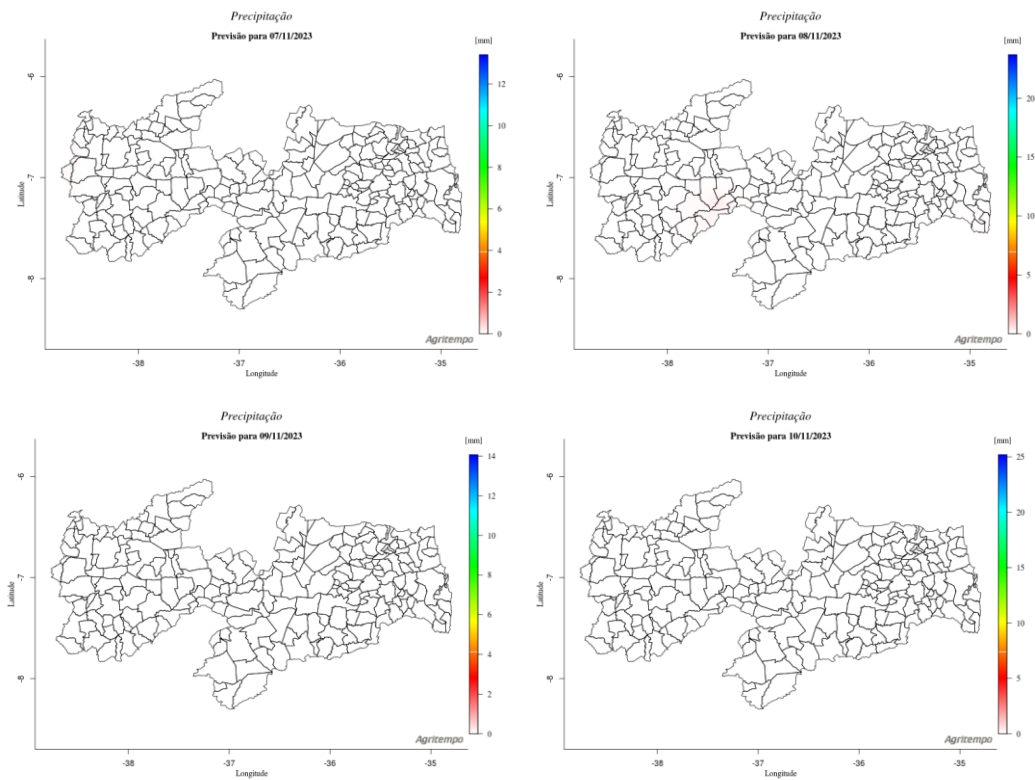 Precipitação
Previsão para 07/11/2023
[mm]
12
10
8
6
4
2
0
-6
-7
-8
Latitude
Agritempo
-38
-37
-36
-35
Longitude
Precipitação
Previsão para 08/11/2023
[mm]
20
15
10
5
0
-6
-7
-8
Latitude
Agritempo
-38
-37
-36
-35
Longitude
Precipitação
Previsão para 09/11/2023
[mm]
14
12
10
8
6
4
2
0
-6
-7
-8
Latitude
Agritempo
-38
-37
-36
-35
Longitude
Precipitação
Previsão para 10/11/2023
[mm]
25
20
15
10
5
0
-6
-7
-8
Latitude
Agritempo
-38
-37
-36
-35
Longitude